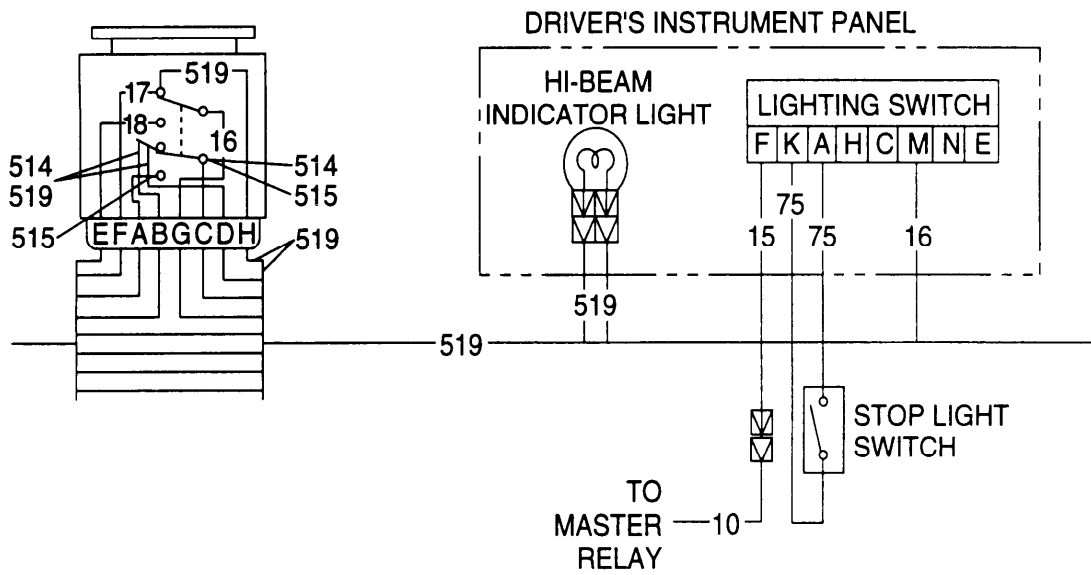 DRIVER'S INSTRUMENT PANEL
519
17
18
16
514
519
515
514
515
519
EFABGCDH
HI-BEAM
INDICATOR LIGHT
LIGHTING SWITCH
F K A H C M N E
75
15
75
16
519
519
STOP LIGHT
SWITCH
TO
MASTER
RELAY
10